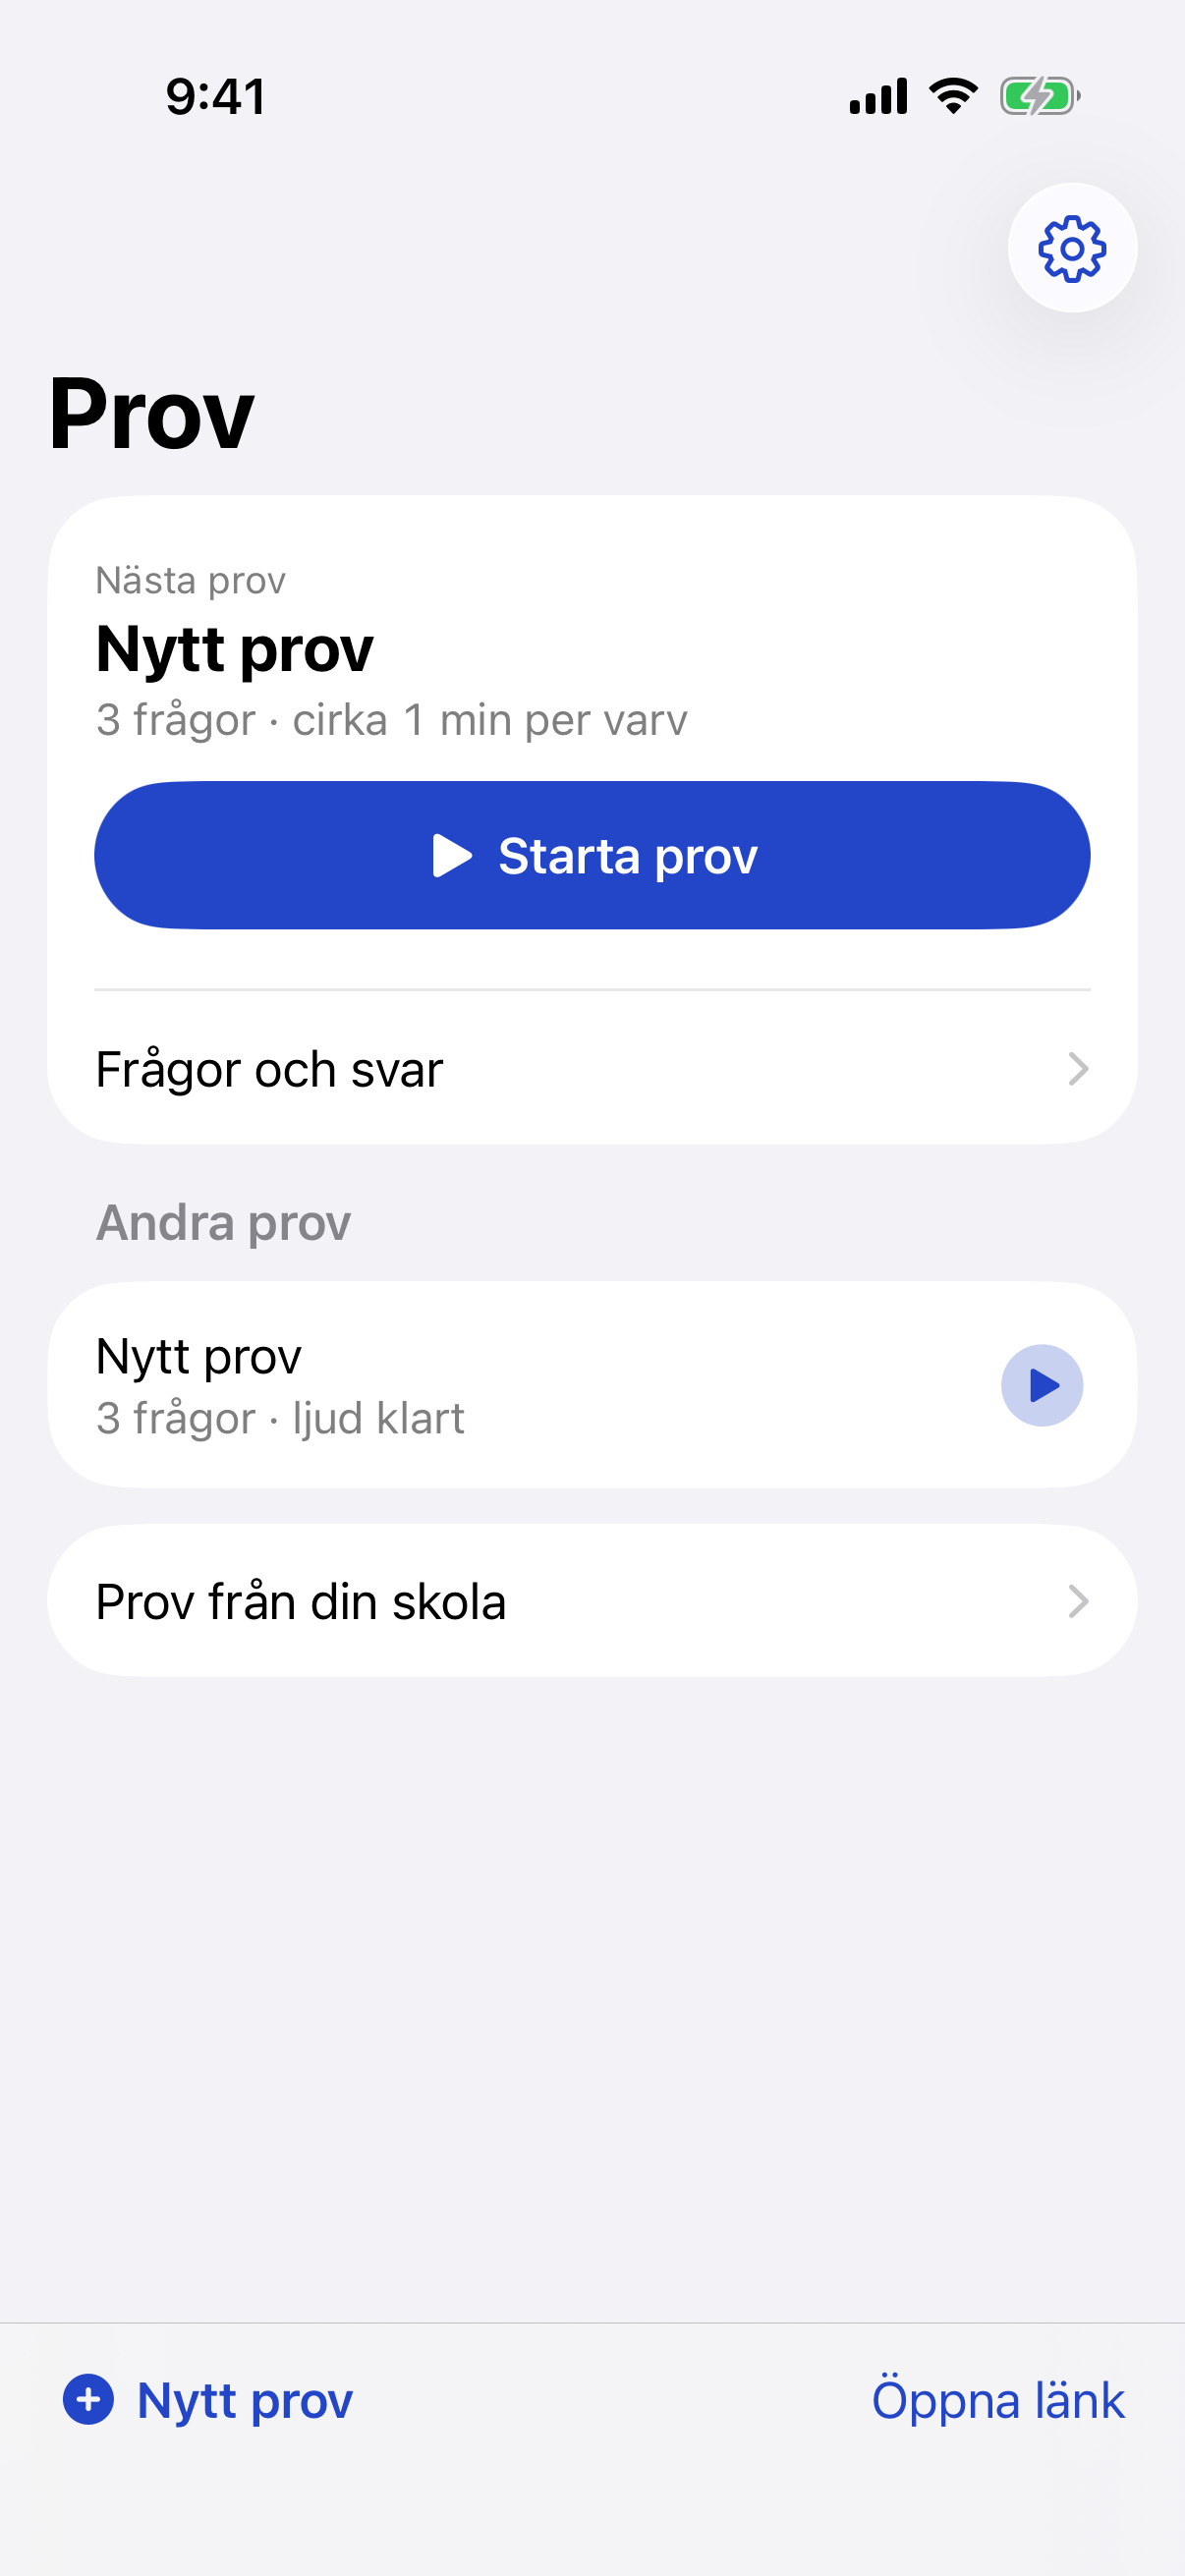 9:41
Prov
Nästa prov
Nytt prov
3 frågor · cirka 1 min per varv
Starta prov
Frågor och svar
Andra prov
Nytt prov
3 frågor · ljud klart
Prov från din skola
Nytt prov
Öppna länk